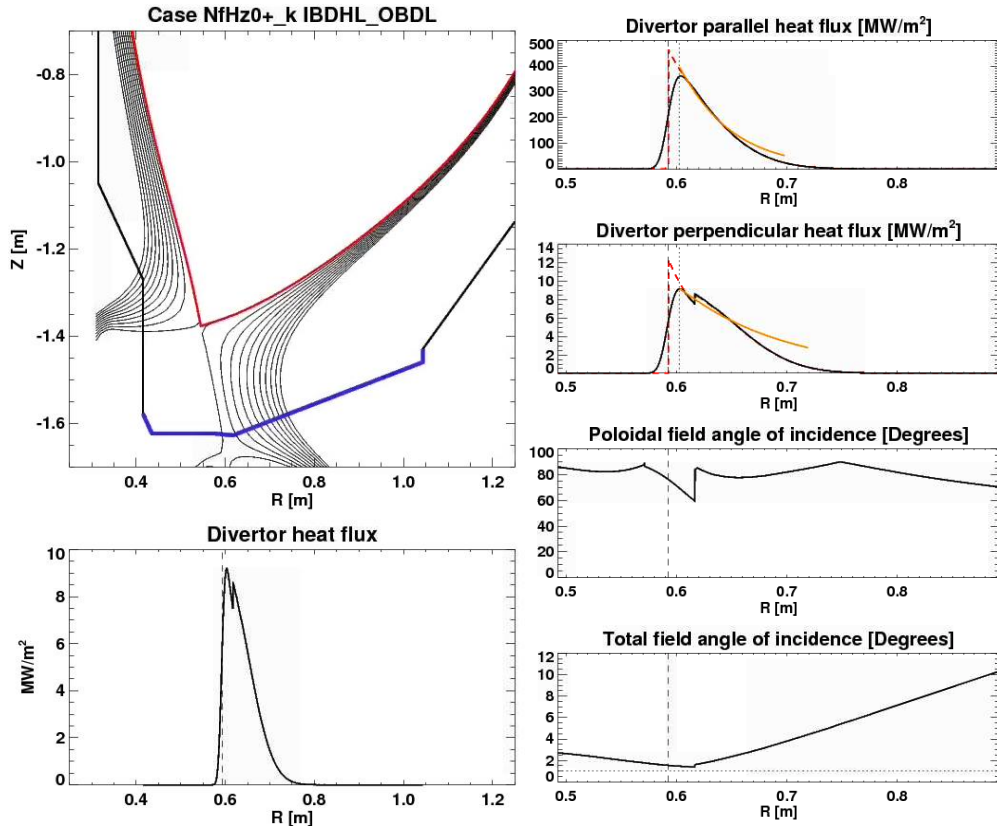 Case NfHz0+_k IBDHL_OBDL
-0.8
-1.0
-1.2
-1.4
-1.6
Z [m]
0.4 0.6 0.8 1.0 1.2
R [m]
Divertor heat flux
10
8
6
4
2
0
MW/m²
0.4 0.6 0.8 1.0 1.2
R [m]
Divertor parallel heat flux [MW/m²]
500
400
300
200
100
0
0.5 0.6 0.7 0.8
R [m]
Divertor perpendicular heat flux [MW/m²]
14
12
10
8
6
4
2
0
0.5 0.6 0.7 0.8
R [m]
Poloidal field angle of incidence [Degrees]
100
80
60
40
20
0
0.5 0.6 0.7 0.8
R [m]
Total field angle of incidence [Degrees]
12
10
8
6
4
2
0
0.5 0.6 0.7 0.8
R [m]